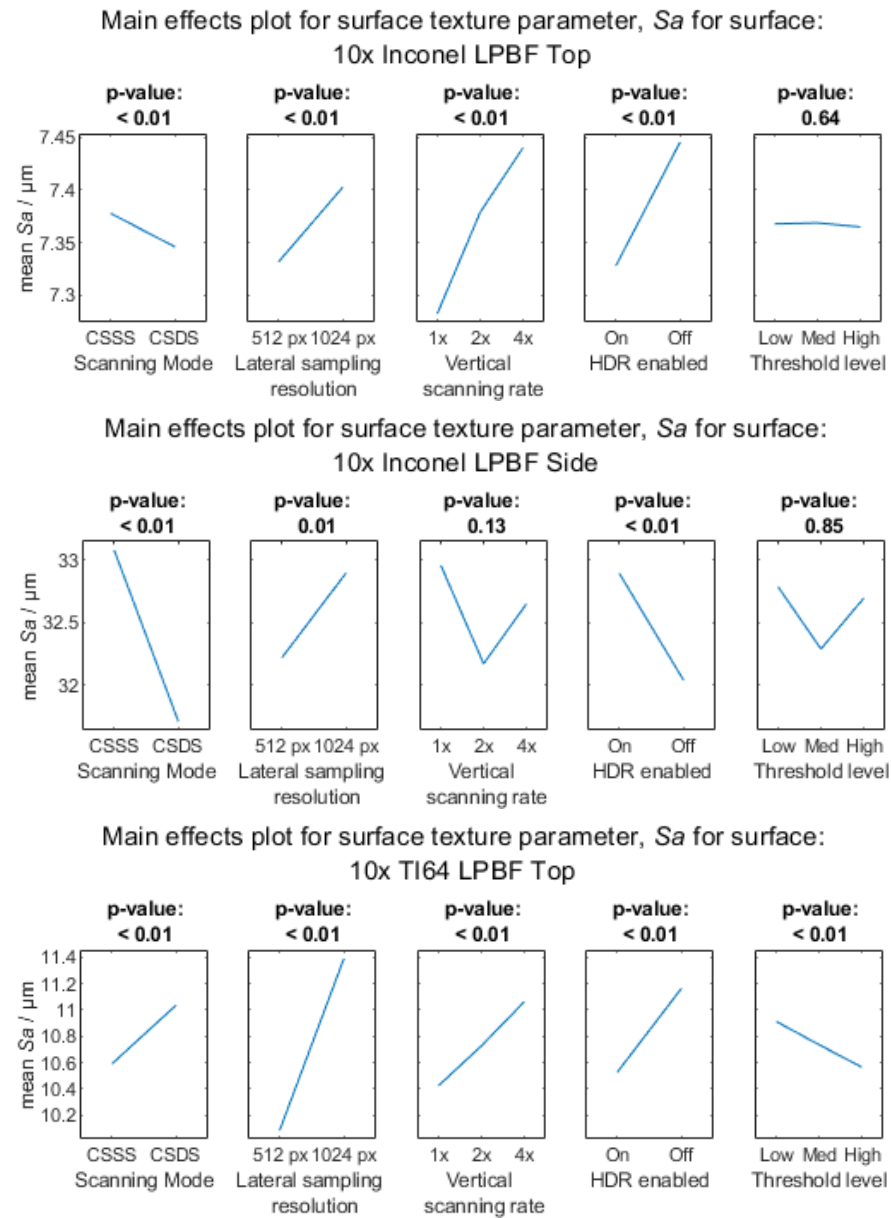 Main effects plot for surface texture parameter, Sa for surface:
10x Inconel LPBF Top
p-value: p-value: p-value: p-value: p-value:
< 0.01 < 0.01 < 0.01 < 0.01 0.64
mean Sa / µm
7.45
7.4
7.35
7.3
CSSS CSDS 512 px 1024 px 1x 2x 4x On Off Low Med High
Scanning Mode Lateral sampling Vertical HDR enabled Threshold level
resolution scanning rate
Main effects plot for surface texture parameter, Sa for surface:
10x Inconel LPBF Side
p-value: p-value: p-value: p-value: p-value:
< 0.01 0.01 0.13 < 0.01 0.85
mean Sa / µm
33
32.5
32
CSSS CSDS 512 px 1024 px 1x 2x 4x On Off Low Med High
Scanning Mode Lateral sampling Vertical HDR enabled Threshold level
resolution scanning rate
Main effects plot for surface texture parameter, Sa for surface:
10x TI64 LPBF Top
p-value: p-value: p-value: p-value: p-value:
< 0.01 < 0.01 < 0.01 < 0.01 < 0.01
mean Sa / µm
11.4
11.2
11
10.8
10.6
10.4
10.2
CSSS CSDS 512 px 1024 px 1x 2x 4x On Off Low Med High
Scanning Mode Lateral sampling Vertical HDR enabled Threshold level
resolution scanning rate